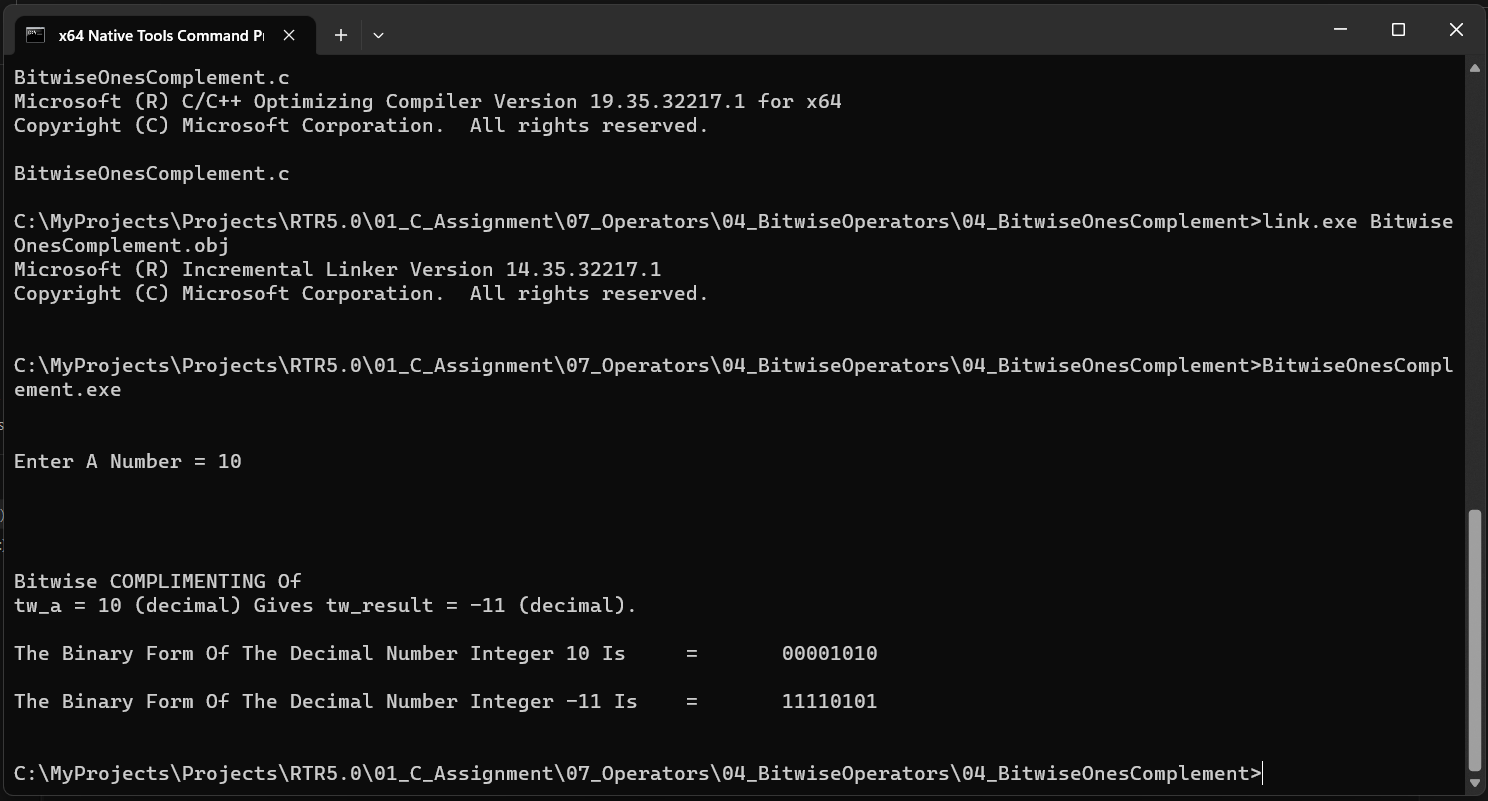 x64 Native Tools Command P
BitwiseOnesComplement.c
Microsoft (R) C/C++ Optimizing Compiler Version 19.35.32217.1 for x64
Copyright (C) Microsoft Corporation.  All rights reserved.
BitwiseOnesComplement.c
C:\MyProjects\Projects\RTR5.0\01_C_Assignment\07_Operators\04_BitwiseOperators\04_BitwiseOnesComplement>link.exe Bitwise
OnesComplement.obj
Microsoft (R) Incremental Linker Version 14.35.32217.1
Copyright (C) Microsoft Corporation.  All rights reserved.
C:\MyProjects\Projects\RTR5.0\01_C_Assignment\07_Operators\04_BitwiseOperators\04_BitwiseOnesComplement>BitwiseOnesCompl
ement.exe
Enter A Number = 10
Bitwise COMPLIMENTING Of
tw_a = 10 (decimal) Gives tw_result = -11 (decimal).
The Binary Form Of The Decimal Number Integer 10 Is     =       00001010
The Binary Form Of The Decimal Number Integer -11 Is    =       11110101
C:\MyProjects\Projects\RTR5.0\01_C_Assignment\07_Operators\04_BitwiseOperators\04_BitwiseOnesComplement>